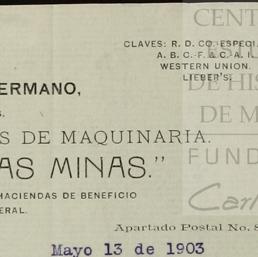 CLAVES: R. D. CO. ESPECI
A. B. C.-F. & C. A. I.
WESTERN UNION.
LIEBER'S.
ERMANO,
S.
S DE MAQUINARIA.
AS MINAS."
HACIENDAS DE BENEFICIO
ERAL.
Apartado Postal No. 8
Mayo 13 de 1903
CENT
DE HIS
DE M
FUND
Carl